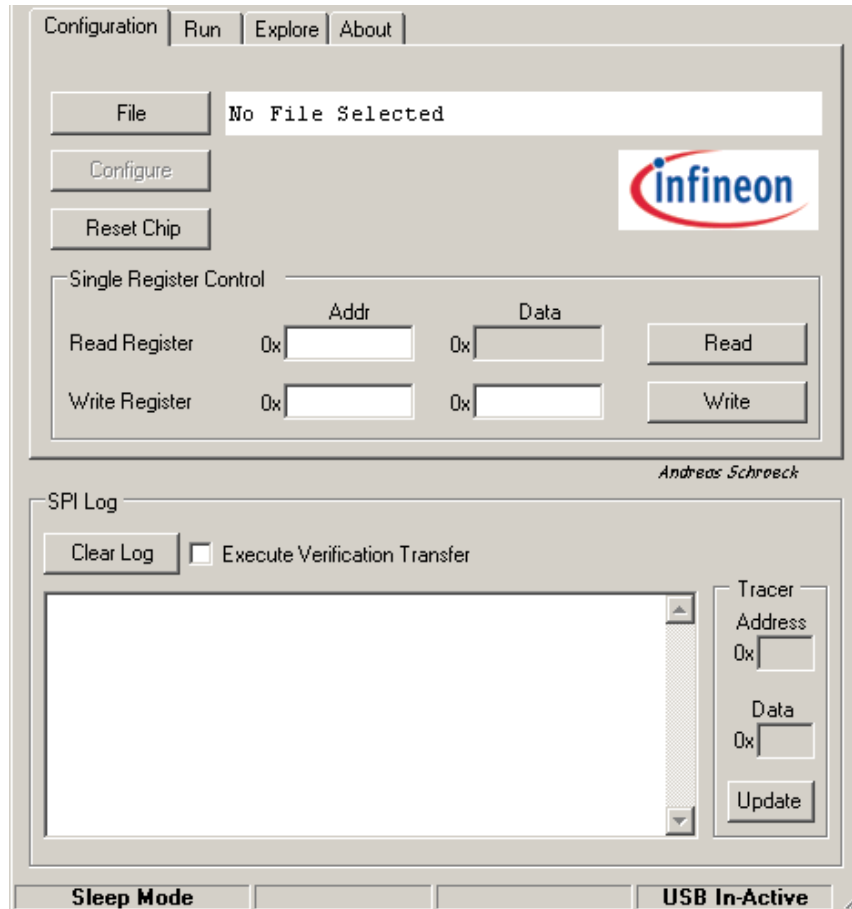 Configuration Run Explore About
File No File Selected
Configure
infineon
Reset Chip
Single Register Control
Addr Data
Read Register 0x 0x Read
Write Register 0x 0x Write
Andreas Schroeck
SPI Log
Clear Log Execute Verification Transfer
Tracer
Address
0x
Data
0x
Update
Sleep Mode USB In-Active